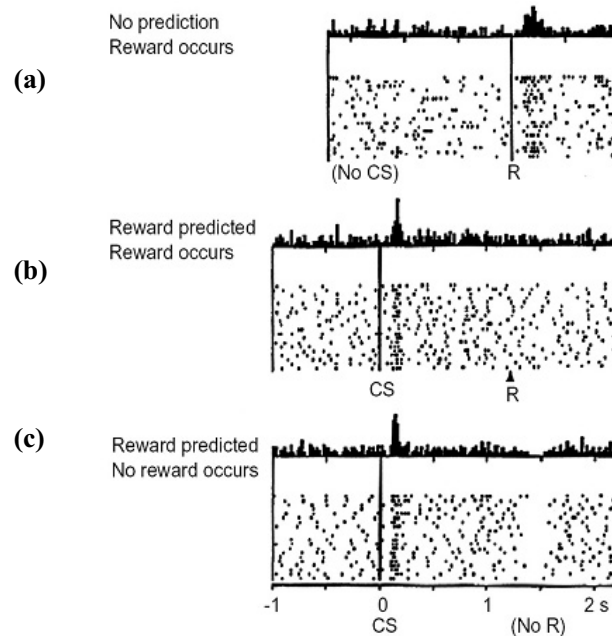 No prediction
Reward occurs
(a)
(No CS) R
Reward predicted
Reward occurs
(b)
CS R
(c)
Reward predicted
No reward occurs
-1 0 1 2 s
CS (No R)